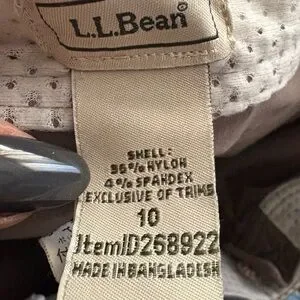 L.L.Bean®
SHELL:
96% NYLON
4% SPANDEX
EXCLUSIVE OF TRIMS
10
ItemID268922
MADE IN BANGLADESH